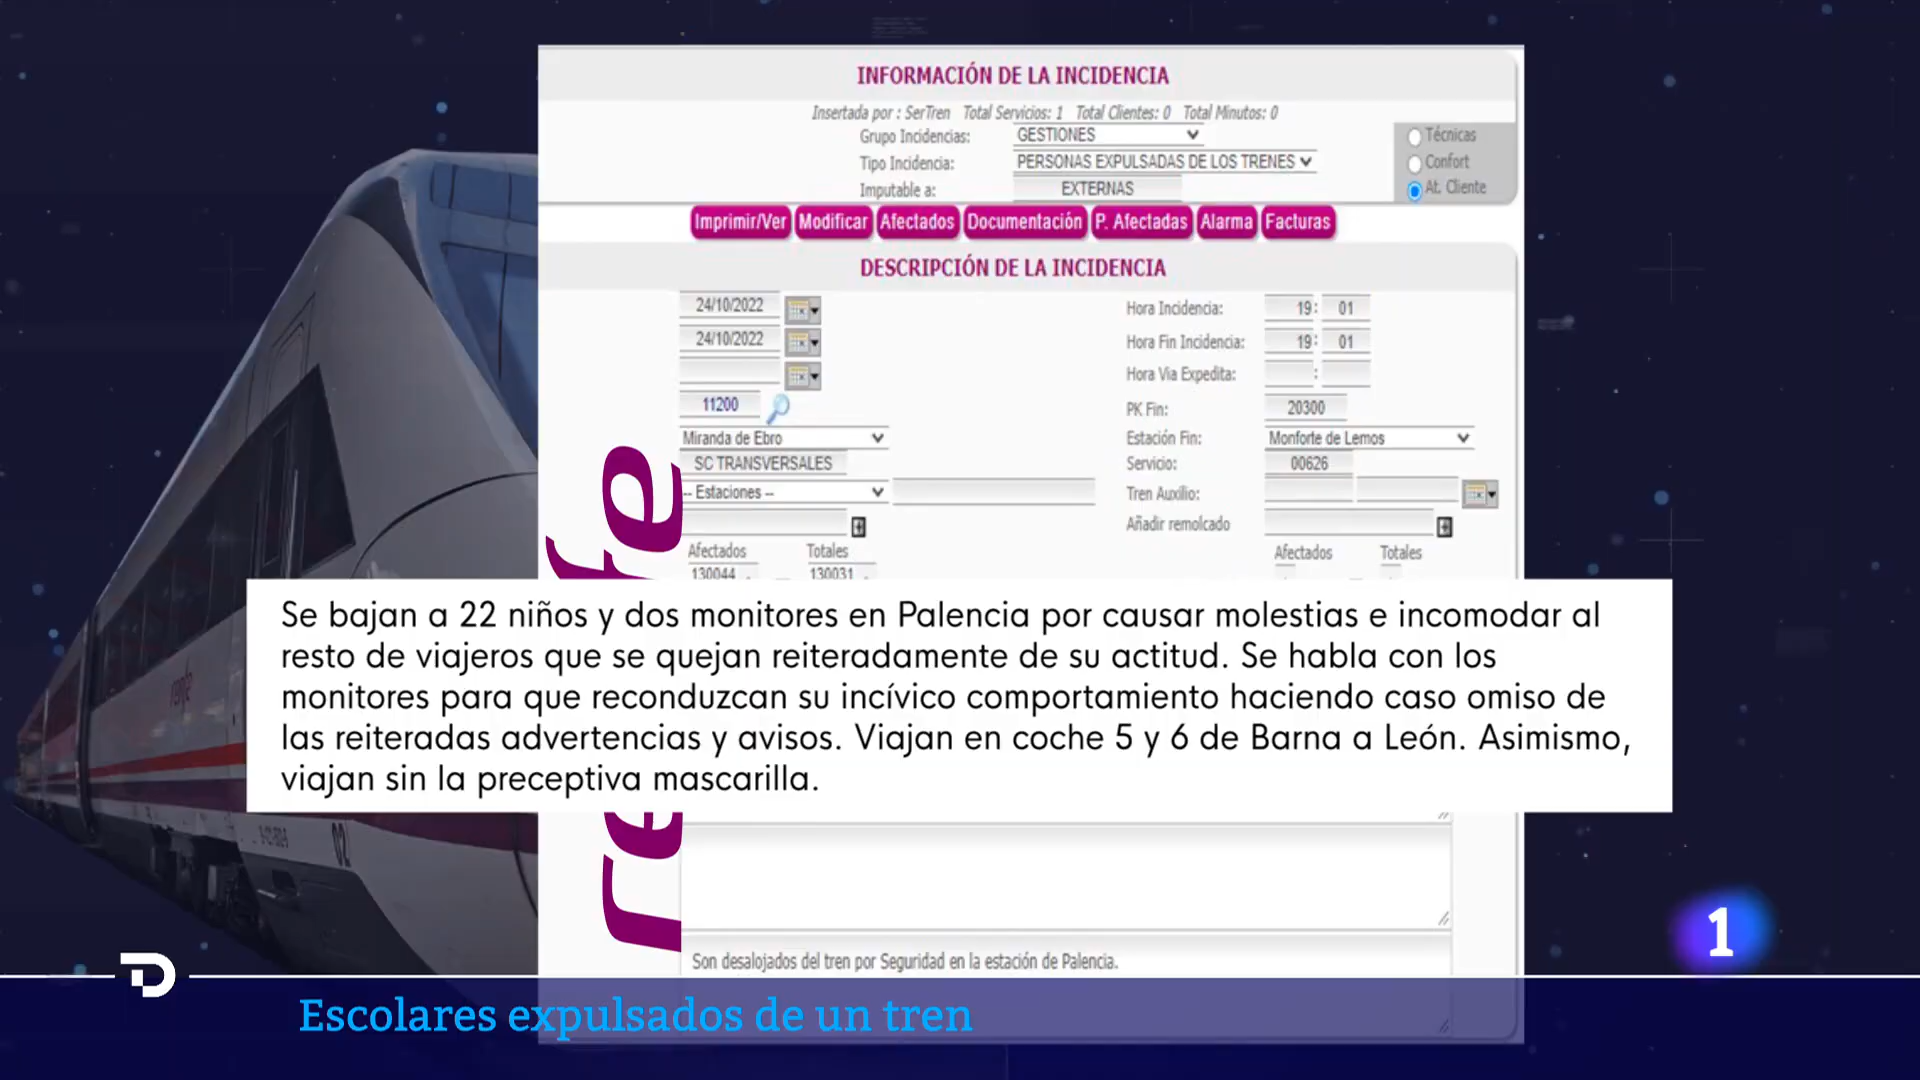 INFORMACIÓN DE LA INCIDENCIA
Insertada por : SerTren Total Servicios: 1 Total Clientes: 0 Total Minutos: 0
Grupo Incidencias: GESTIONES
Técnicas
Tipo Incidencia: PERSONAS EXPULSADAS DE LOS TRENES
Confort
Imputable a: EXTERNAS
At. Cliente
Imprimir/Ver Modificar Afectados Documentación P. Afectadas Alarma Facturas
DESCRIPCIÓN DE LA INCIDENCIA
24/10/2022 Hora Incidencia: 19: 01
24/10/2022 Hora Fin Incidencia: 19: 01
Hora Via Expedita: :
11200 PK Fin: 20300
Miranda de Ebro Estación Fin: Monforte de Lemos
SC TRANSVERSALES Servicio: 00626
-- Estaciones -- Tren Auxilio:
Añadir remolcado
Afectados Totales Afectados Totales
130044 130031
Se bajan a 22 niños y dos monitores en Palencia por causar molestias e incomodar al
resto de viajeros que se quejan reiteradamente de su actitud. Se habla con los
monitores para que reconduzcan su incívico comportamiento haciendo caso omiso de
las reiteradas advertencias y avisos. Viajan en coche 5 y 6 de Barna a León. Asimismo,
viajan sin la preceptiva mascarilla.
Son desalojados del tren por Seguridad en la estación de Palencia.
renfe
02
1
Escolares expulsados de un tren